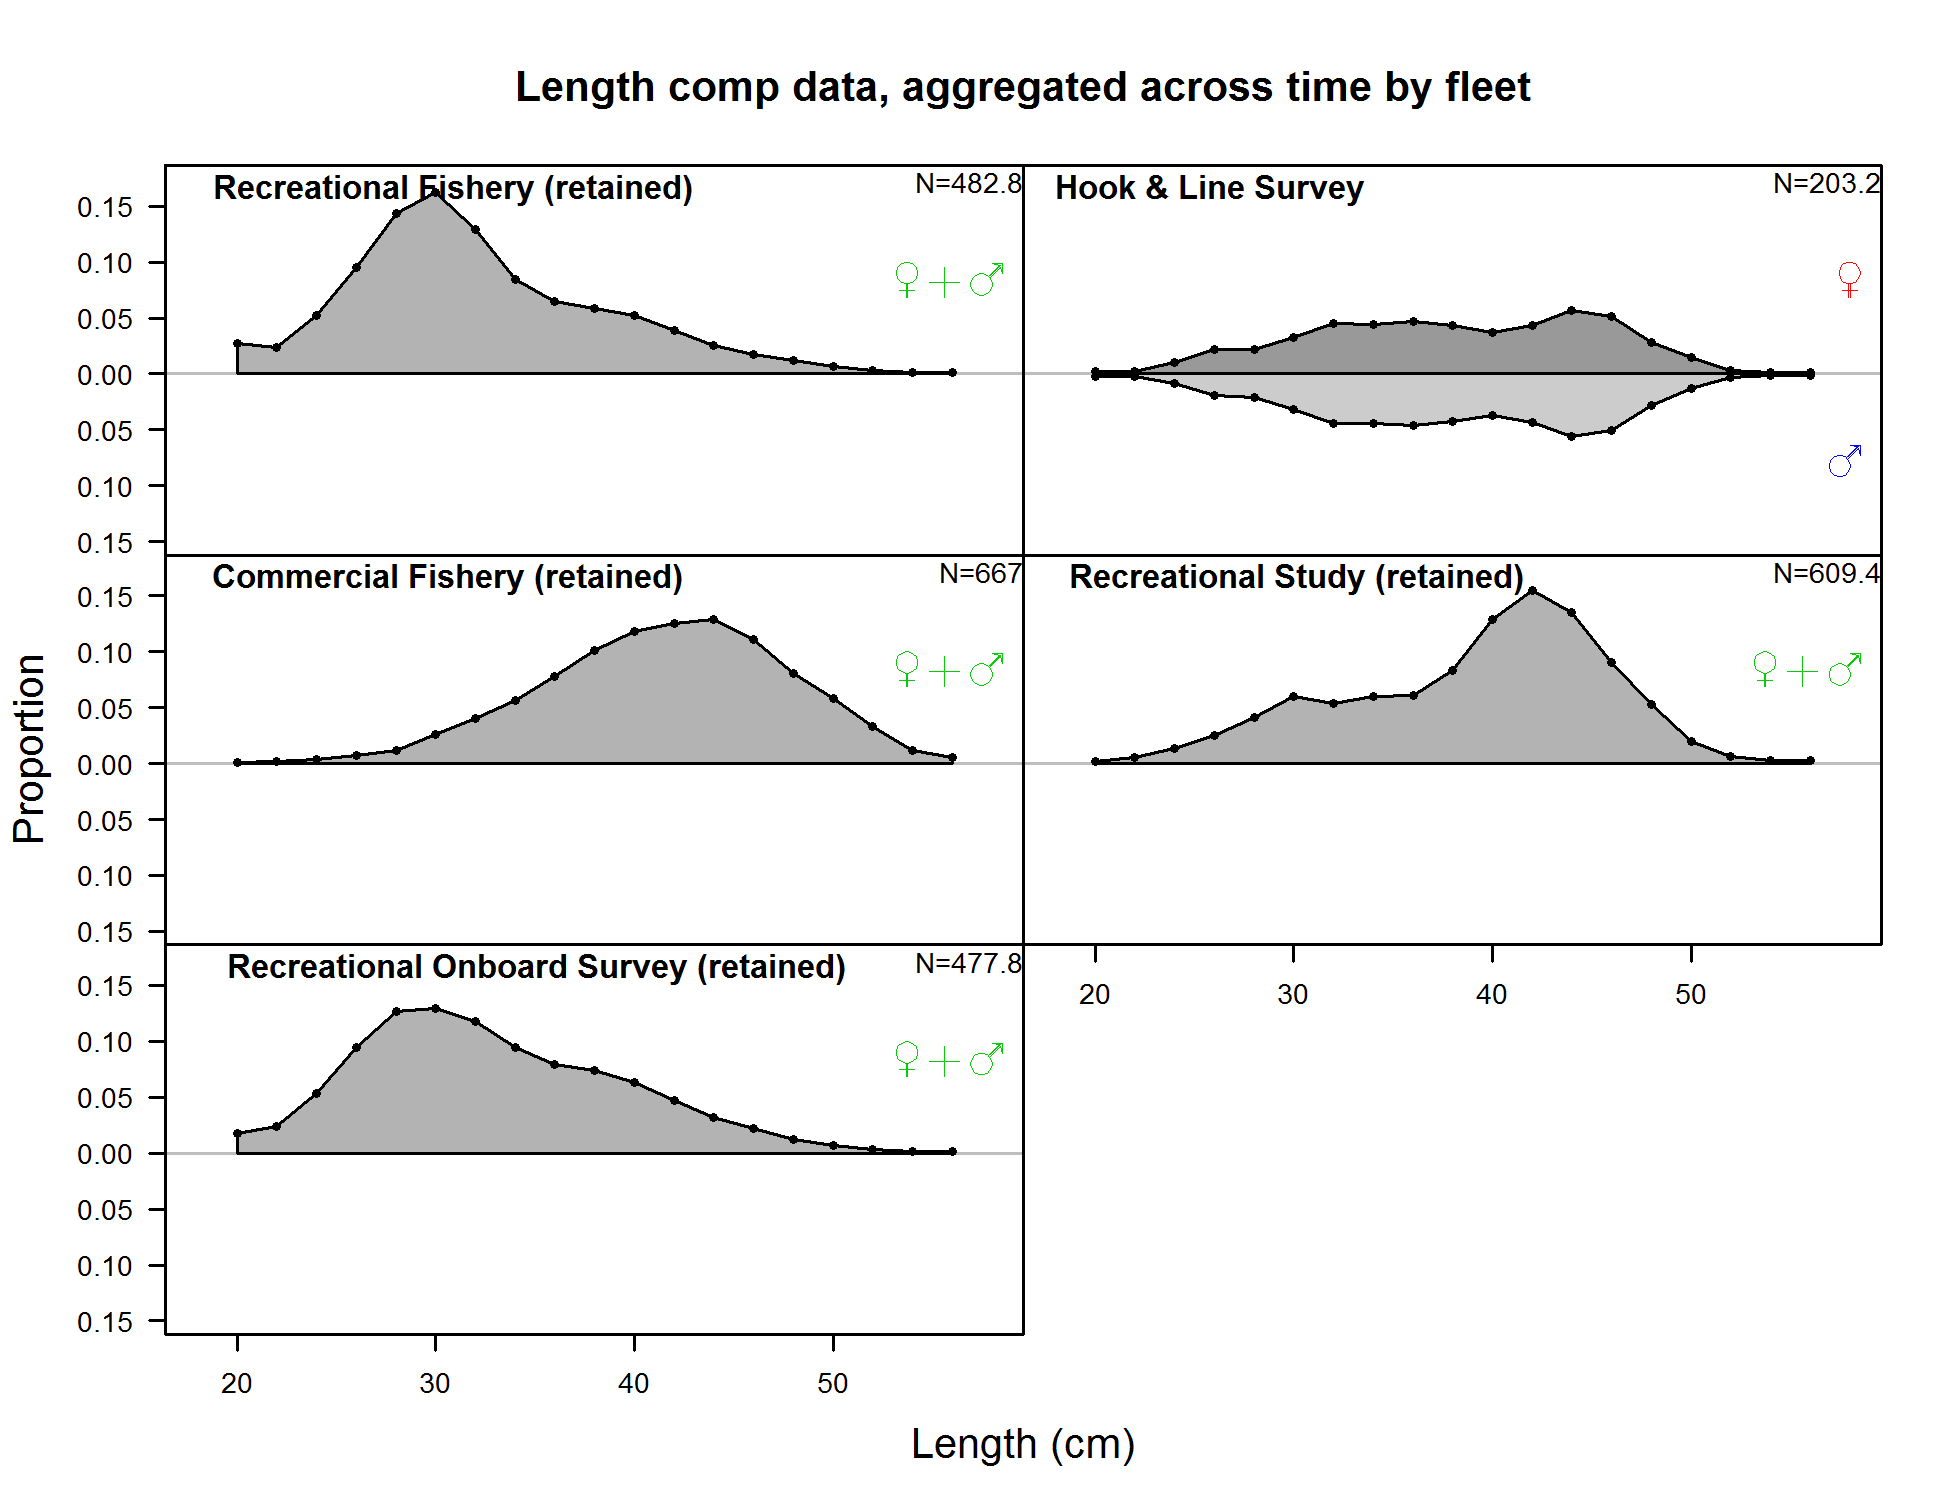 Length comp data, aggregated across time by fleet
Recreational Fishery (retained)
N=482.8
0.15
0.10
0.05
0.00
0.05
0.10
0.15
♀+♂
Hook & Line Survey
N=203.2
♀
♂
Commercial Fishery (retained)
N=667
0.15
0.10
0.05
0.00
0.05
0.10
0.15
♀+♂
Recreational Study (retained)
N=609.4
♀+♂
20 30 40 50
Recreational Onboard Survey (retained)
N=477.8
0.15
0.10
0.05
0.00
0.05
0.10
0.15
♀+♂
20 30 40 50
Proportion
Length (cm)